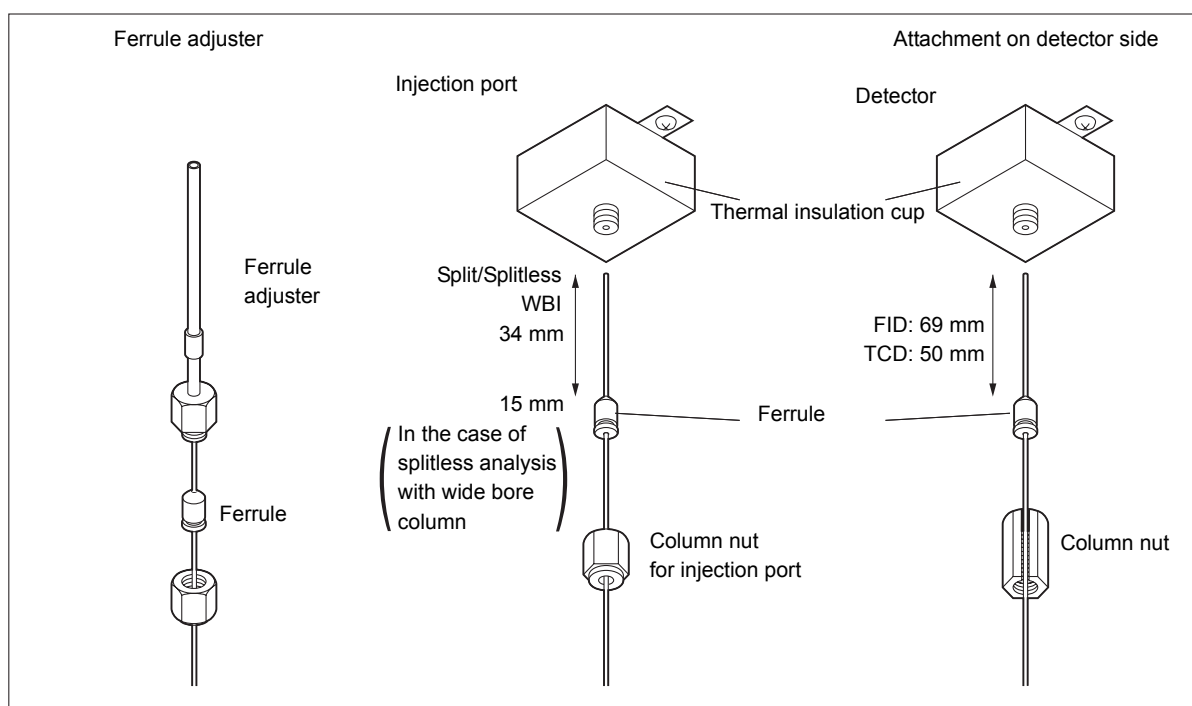 Ferrule adjuster
Attachment on detector side
Injection port
Detector
Thermal insulation cup
Ferrule
adjuster
Split/Splitless
WBI
34 mm
FID: 69 mm
TCD: 50 mm
15 mm
(In the case of
splitless analysis
with wide bore
column)
Ferrule
Ferrule
Column nut
for injection port
Column nut